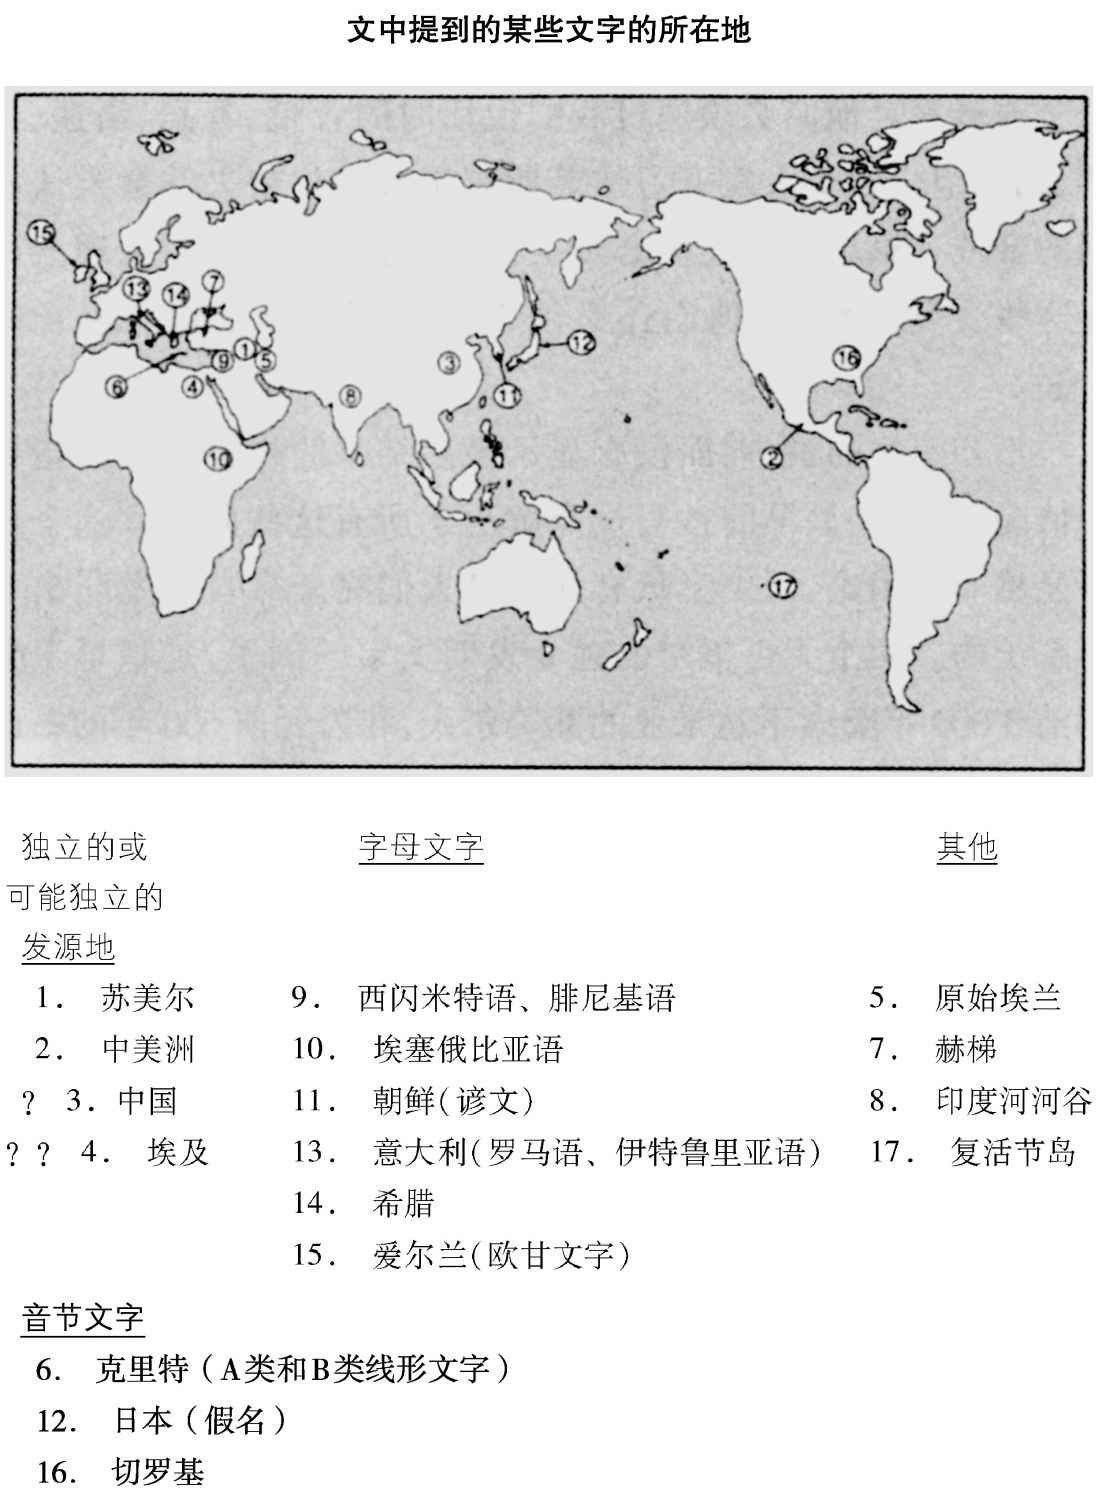 文中提到的某些文字的所在地
15
13
14
7
1
9
5
6
4
3
8
12
11
10
16
2
17
独立的或
可能独立的
发源地
1. 苏美尔
2. 中美洲
? 3. 中国
? ? 4. 埃及
字母文字
9. 西闪米特语、腓尼基语
10. 埃塞俄比亚语
11. 朝鲜(谚文)
13. 意大利(罗马语、伊特鲁里亚语)
14. 希腊
15. 爱尔兰(欧甘文字)
其他
5. 原始埃兰
7. 赫梯
8. 印度河河谷
17. 复活节岛
音节文字
6. 克里特(A类和B类线形文字)
12. 日本(假名)
16. 切罗基